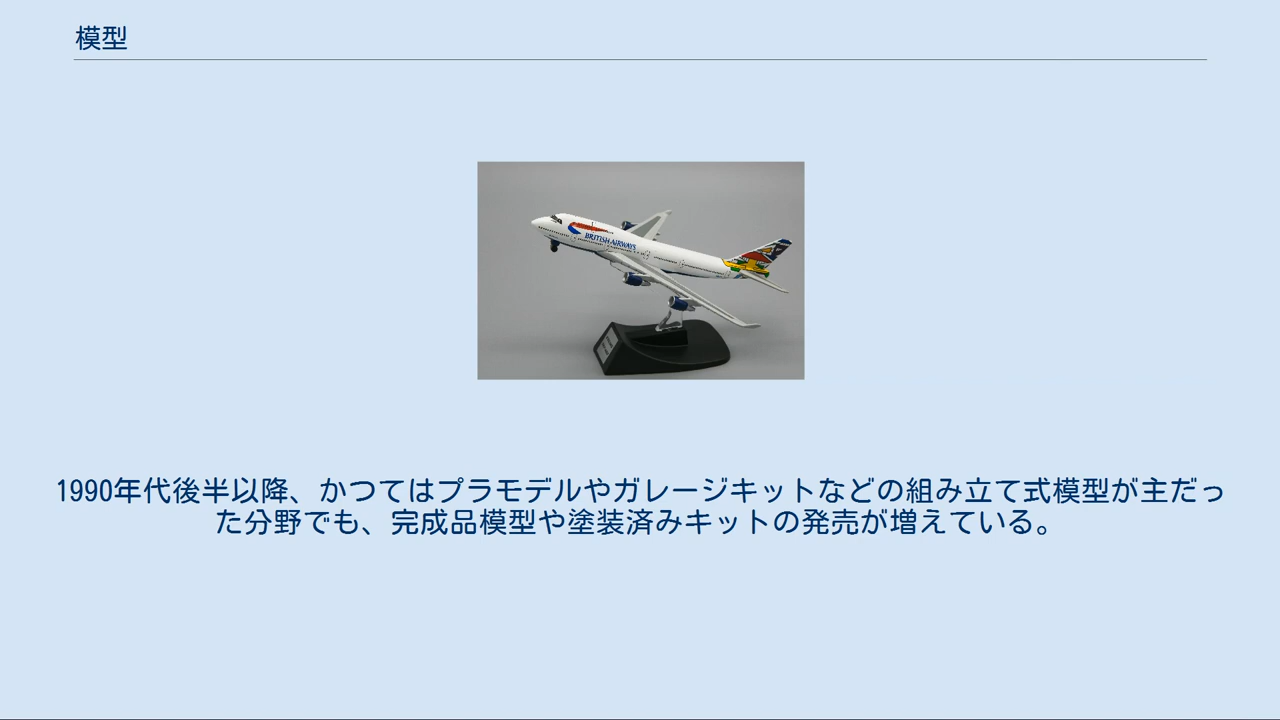 模型
BRITISH AIRWAYS
1990年代後半以降、かつてはプラモデルやガレージキットなどの組み立て式模型が主だっ
た分野でも、完成品模型や塗装済みキットの発売が増えている。